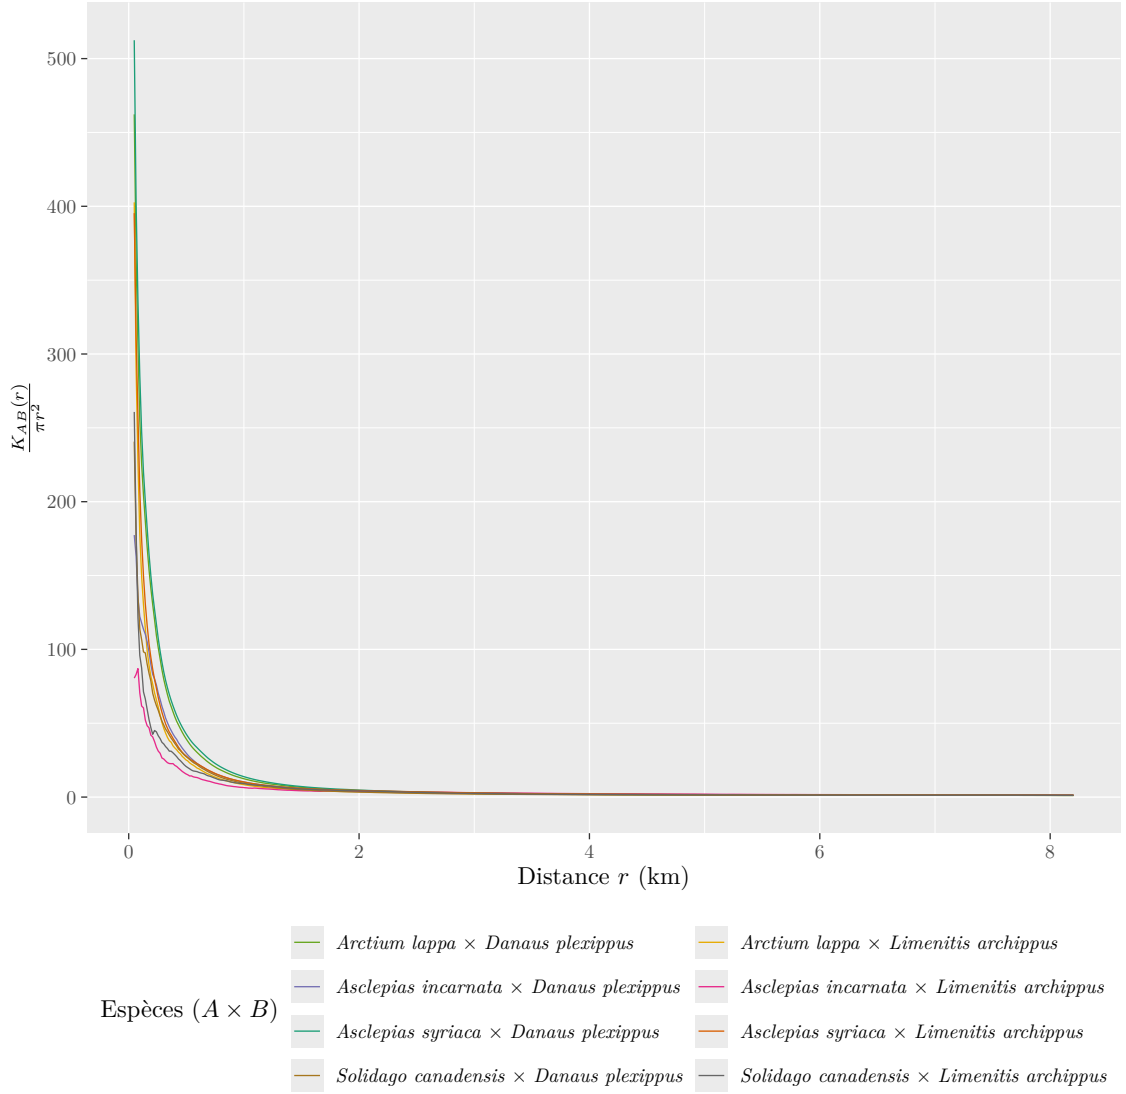 500
400
300
200
100
0
K_{AB}(r)
πr²
0 2 4 6 8
Distance r (km)
Espèces (A × B)
Arctium lappa × Danaus plexippus
Asclepias incarnata × Danaus plexippus
Asclepias syriaca × Danaus plexippus
Solidago canadensis × Danaus plexippus
Arctium lappa × Limenitis archippus
Asclepias incarnata × Limenitis archippus
Asclepias syriaca × Limenitis archippus
Solidago canadensis × Limenitis archippus